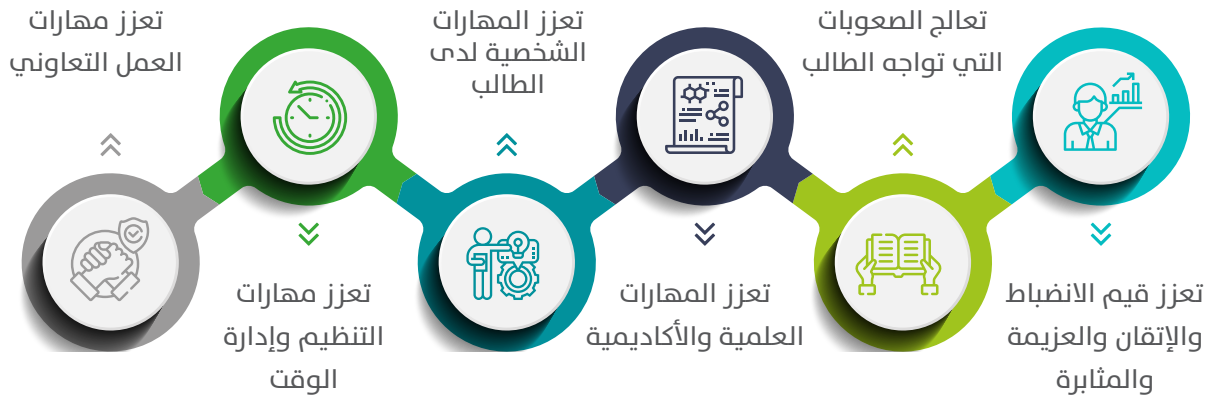 تعزز قيم الانضباط
والإتقان والعزيمة
والمثابرة
تعالج الصعوبات
التي تواجه الطالب
تعزز المهارات
العلمية والأكاديمية
تعزز المهارات
الشخصية لدى
الطالب
تعزز مهارات
التنظيم وإدارة
الوقت
تعزز مهارات
العمل التعاوني